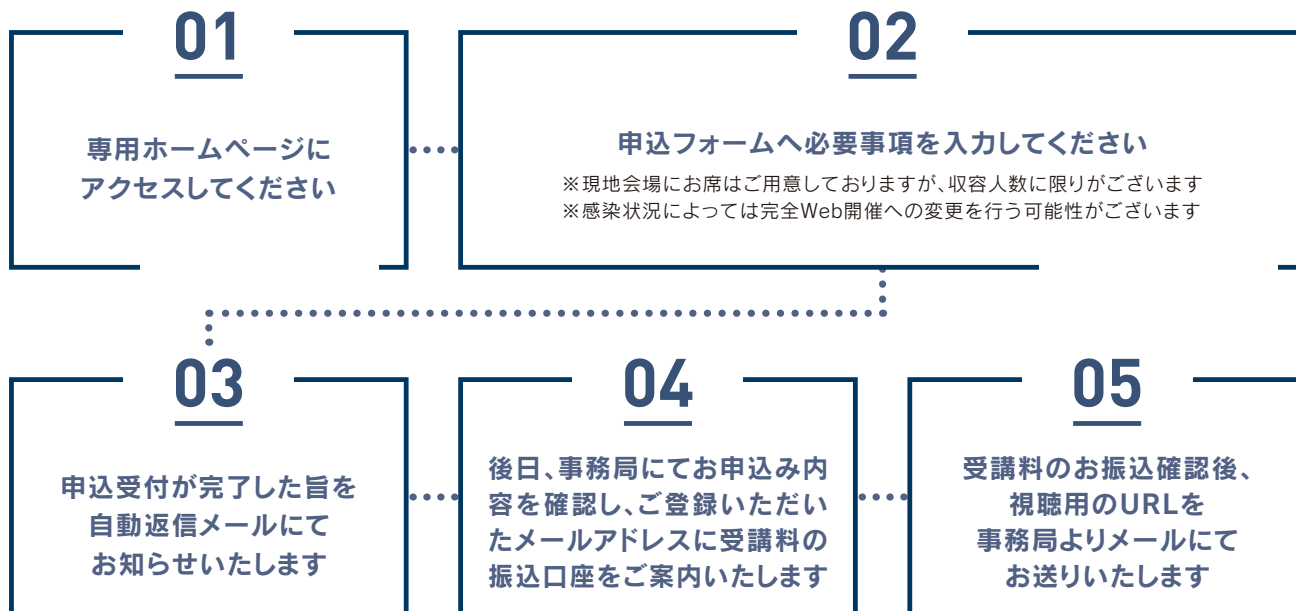 01
専用ホームページに
アクセスしてください
02
申込フォームへ必要事項を入力してください
※現地会場にお席はご用意しておりますが、収容人数に限りがございます
※感染状況によっては完全Web開催への変更を行う可能性がございます
03
申込受付が完了した旨を
自動返信メールにて
お知らせいたします
04
後日、事務局にてお申込み内
容を確認し、ご登録いただい
たメールアドレスに受講料の
振込口座をご案内いたします
05
受講料のお振込確認後、
視聴用のURLを
事務局よりメールにて
お送りいたします